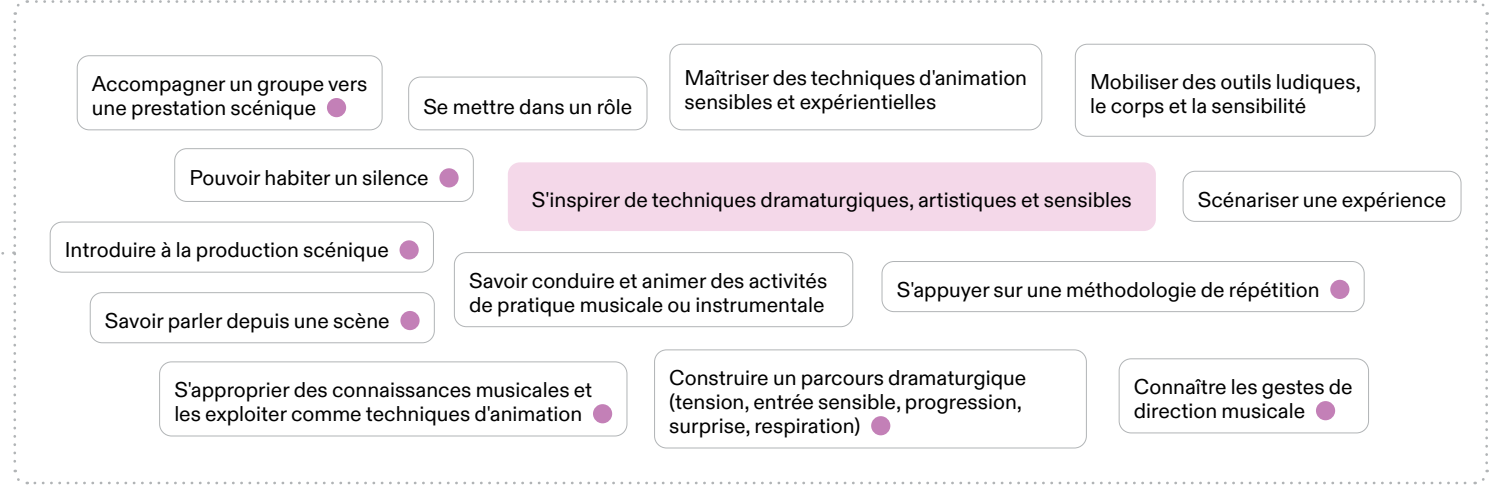 Accompagner un groupe vers
une prestation scénique
Se mettre dans un rôle
Maîtriser des techniques d'animation
sensibles et expérientielles
Mobiliser des outils ludiques,
le corps et la sensibilité
Pouvoir habiter un silence
S'inspirer de techniques dramaturgiques, artistiques et sensibles
Scénariser une expérience
Introduire à la production scénique
Savoir conduire et animer des activités
de pratique musicale ou instrumentale
S'appuyer sur une méthodologie de répétition
Savoir parler depuis une scène
S'approprier des connaissances musicales et
les exploiter comme techniques d'animation
Construire un parcours dramaturgique
(tension, entrée sensible, progression,
surprise, respiration)
Connaître les gestes de
direction musicale